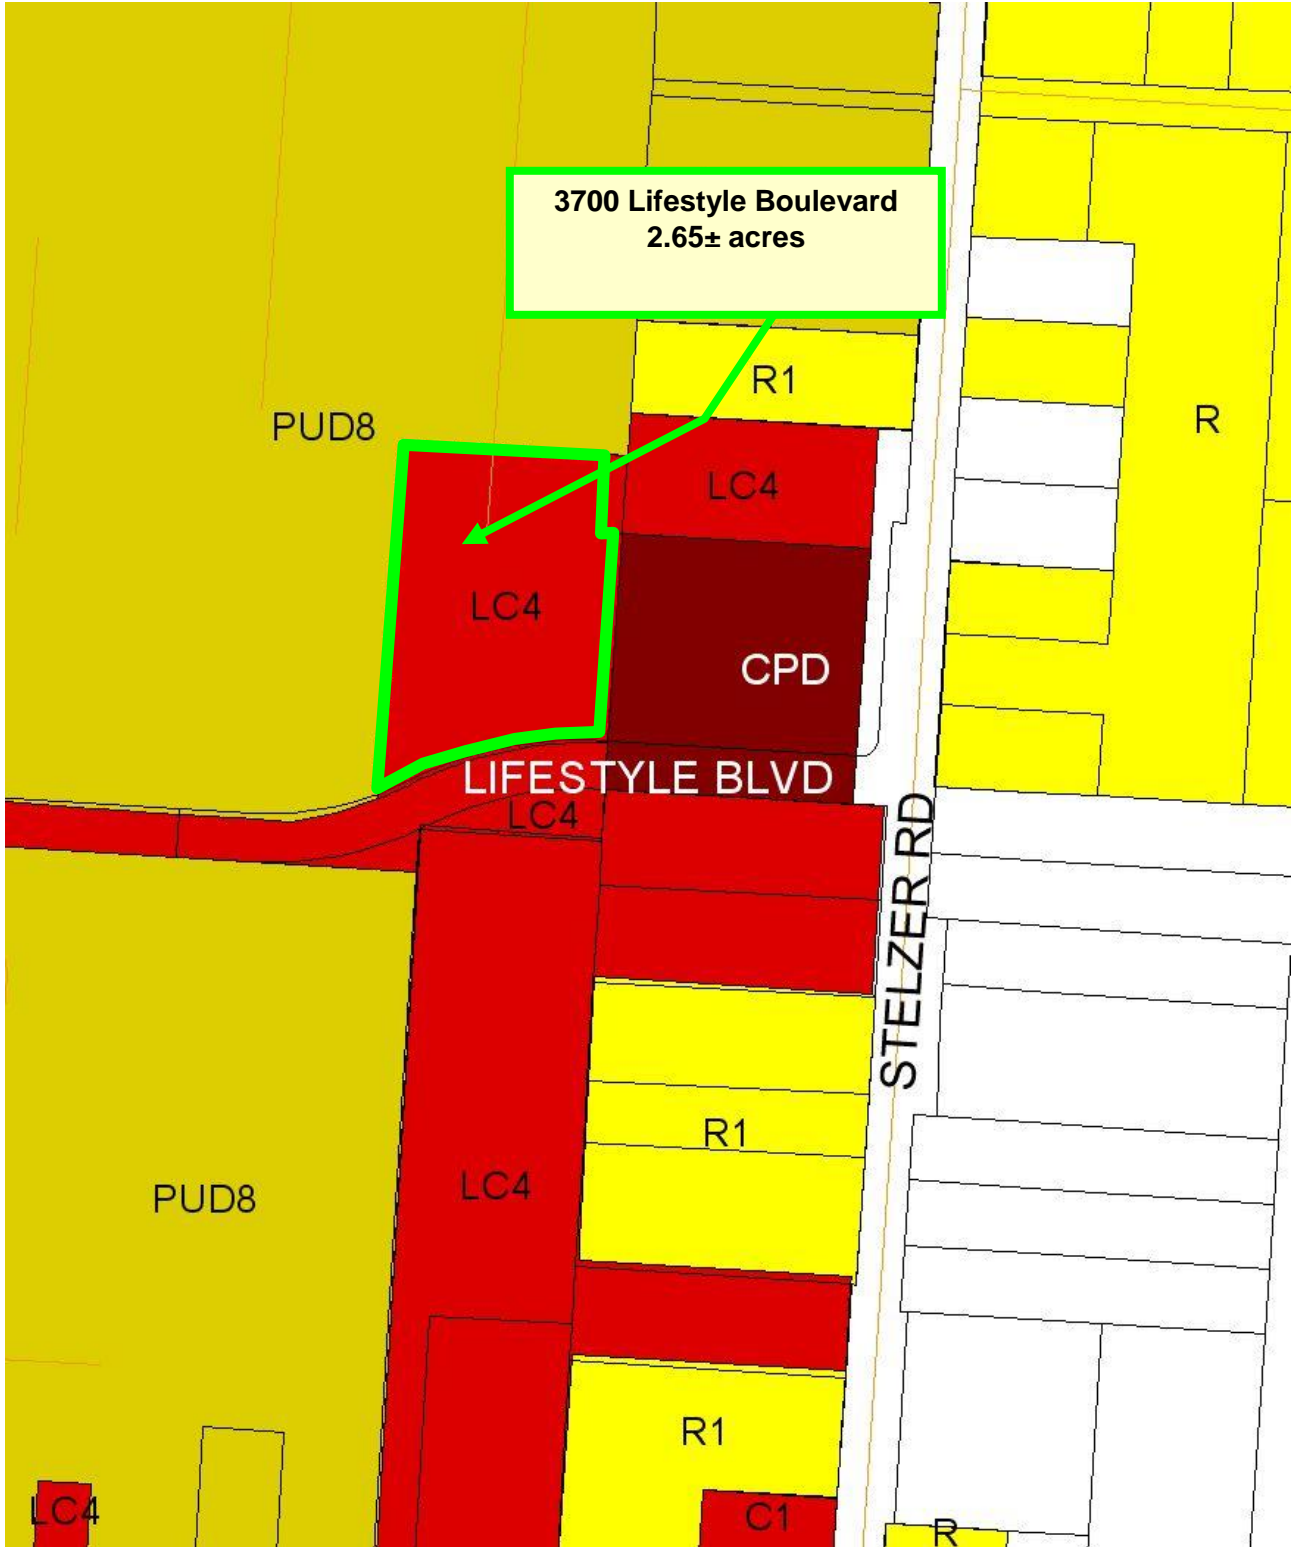 3700 Lifestyle Boulevard
2.65± acres
R1
R
PUD8
LC4
LC4
CPD
LIFESTYLE BLVD
LC4
STELZER RD
R1
LC4
PUD8
R1
LC4
C1
R